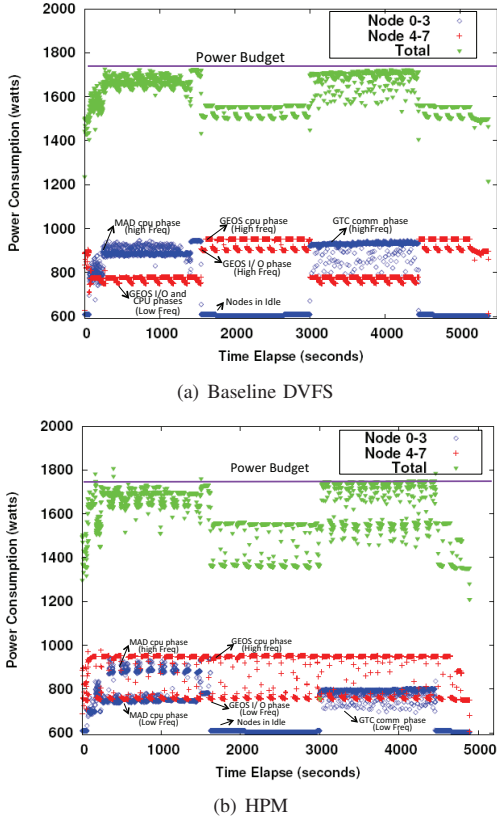 2000
1800
1600
1400
1200
1000
800
600
Power Consumption (watts)
Node 0-3
Node 4-7
Total
Power Budget
MAD cpu phase
(high Freq)
GEOS cpu phase
(High Freq)
GTC comm phase
(highFreq)
GEOS I/ O phase
(High Freq)
GEOS I/O and
CPU phases
(Low Freq)
Nodes in Idle
0 1000 2000 3000 4000 5000
Time Elapse (seconds)
(a) Baseline DVFS
2000
1800
1600
1400
1200
1000
800
600
Power Consumption (watts)
Node 0-3
Node 4-7
Total
Power Budget
MAD cpu phase
(high Freq)
GEOS cpu phase
(High Freq)
MAD cpu phase
(Low Freq)
GEOS I/ O phase
(Low Freq)
Nodes in Idle
GTC comm phase
(Low Freq)
0 1000 2000 3000 4000 5000
Time Elapse (seconds)
(b) HPM